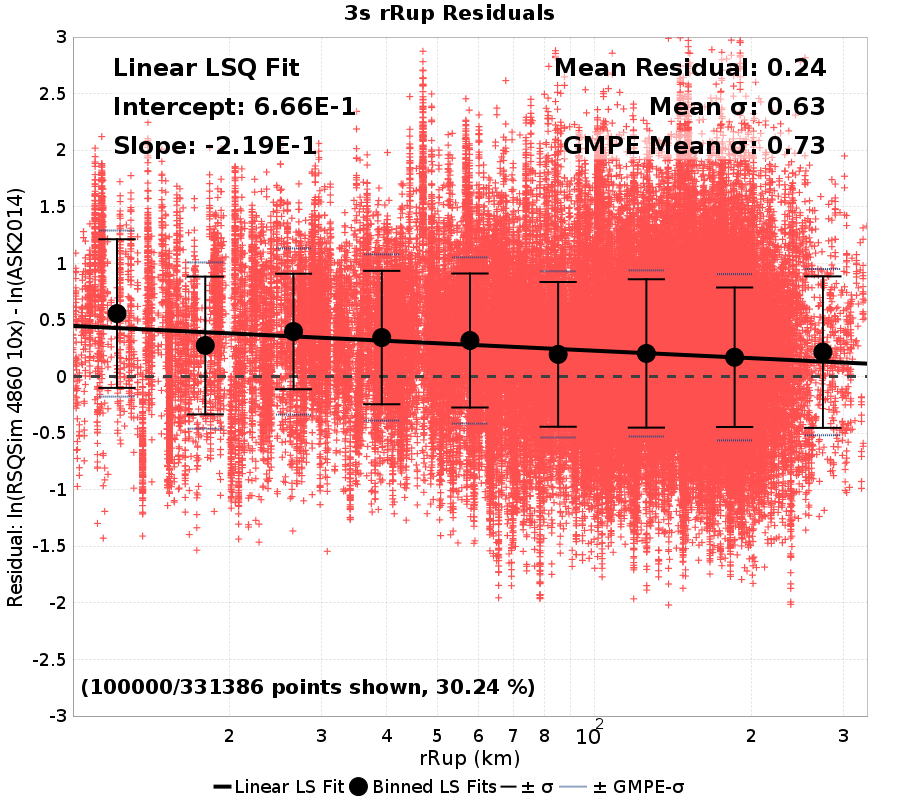 3s rRup Residuals
Linear LSQ Fit
Intercept: 6.66E-1
Slope: -2.19E-1
Mean Residual: 0.24
Mean σ: 0.63
GMPE Mean σ: 0.73
3
2.5
2
1.5
1
0.5
0
-0.5
-1
-1.5
-2
-2.5
-3
Residual: ln(RSQSim 4860 10x) - ln(ASK2014)
(100000/331386 points shown, 30.24 %)
2 3 4 5 6 7 8 10² 2 3
rRup (km)
Linear LS Fit Binned LS Fits ± σ ± GMPE-σ